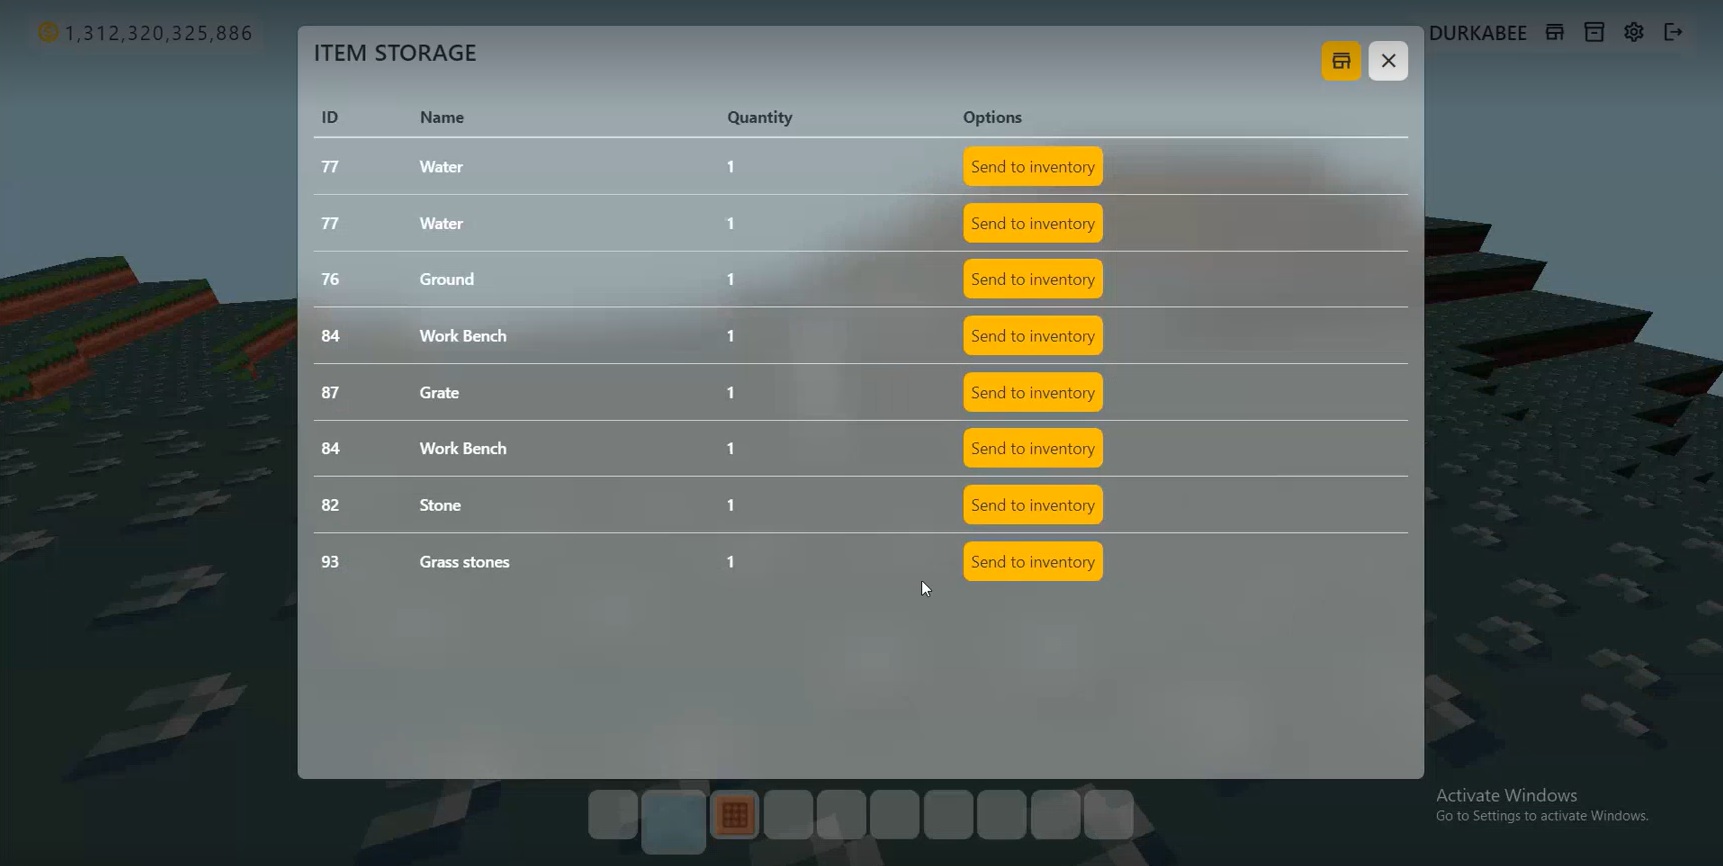 1,312,320,325,886
DURKABEE
ITEM STORAGE
ID Name Quantity Options
77 Water 1 Send to inventory
77 Water 1 Send to inventory
76 Ground 1 Send to inventory
84 Work Bench 1 Send to inventory
87 Grate 1 Send to inventory
84 Work Bench 1 Send to inventory
82 Stone 1 Send to inventory
93 Grass stones 1 Send to inventory
Activate Windows
Go to Settings to activate Windows.